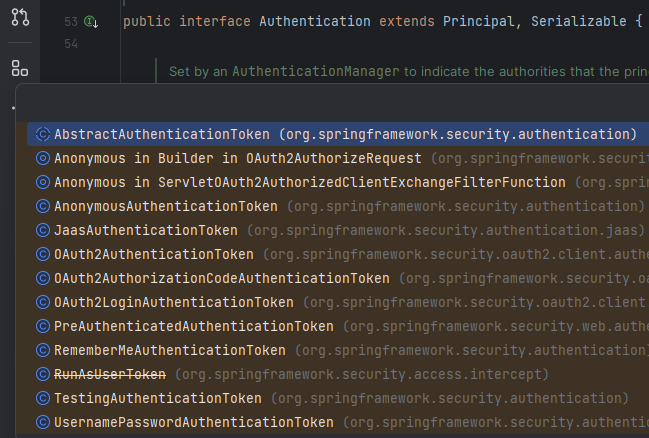 53 public interface Authentication extends Principal, Serializable {
54
Set by an AuthenticationManager to indicate the authorities that the prin
AbstractAuthenticationToken (org.springframework.security.authentication)
Anonymous in Builder in OAuth2AuthorizeRequest (org.springframework.securit
Anonymous in ServletOAuth2AuthorizedClientExchangeFilterFunction (org.sprin
AnonymousAuthenticationToken (org.springframework.security.authentication)
JaasAuthenticationToken (org.springframework.security.authentication.jaas)
OAuth2AuthenticationToken (org.springframework.security.oauth2.client.authe
OAuth2AuthorizationCodeAuthenticationToken (org.springframework.security.oa
OAuth2LoginAuthenticationToken (org.springframework.security.oauth2.client.
PreAuthenticatedAuthenticationToken (org.springframework.security.web.authe
RememberMeAuthenticationToken (org.springframework.security.authentication)
RunAsUserToken (org.springframework.security.access.intercept)
TestingAuthenticationToken (org.springframework.security.authentication)
UsernamePasswordAuthenticationToken (org.springframework.security.authentic